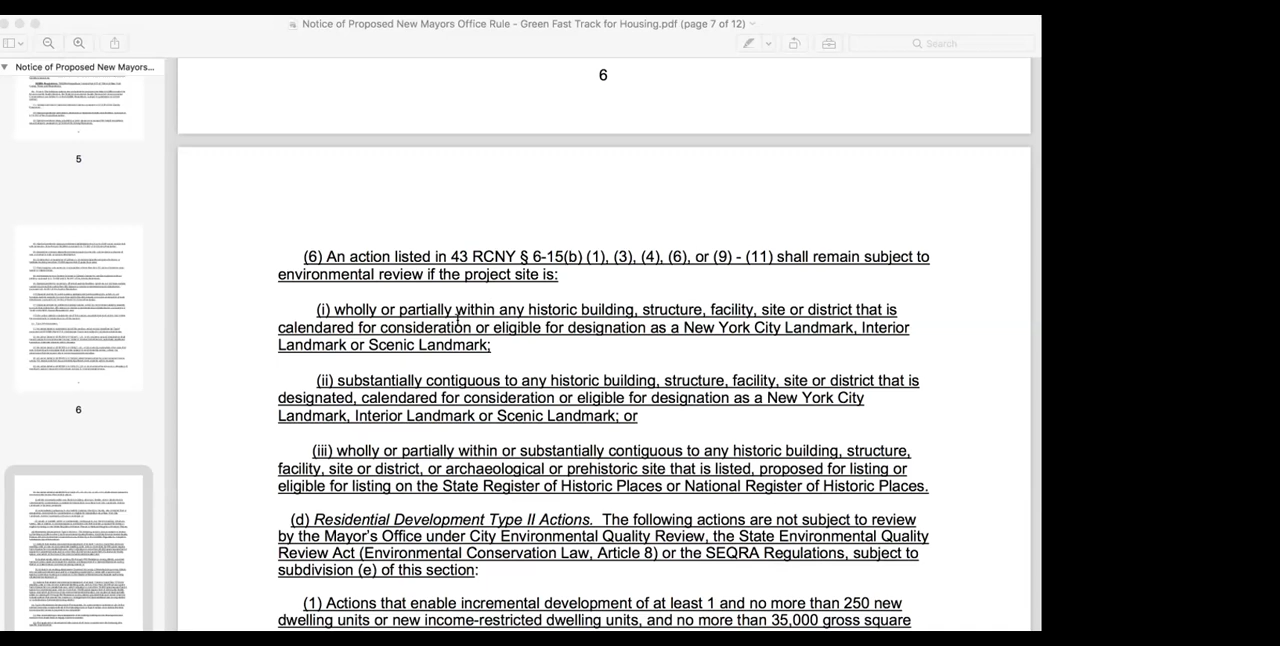 Notice of Proposed New Mayors Office Rule - Green Fast Track for Housing.pdf (page 7 of 12)
Search
Notice of Proposed New Mayors...
5
6
6
(6) An action listed in 43 RCNY § 6-15(b) (1), (3), (4), (6), or (9) - (11) shall remain subject to
environmental review if the action site is:
wholly or partially within any historic building, structure, facility, site or district that is
calendared for consideration or eligible for designation as a New York City Landmark, Interior
Landmark or Scenic Landmark;
(ii) substantially contiguous to any historic building, structure, facility, site or district that is
designated, calendared for consideration or eligible for designation as a New York City
Landmark, Interior Landmark or Scenic Landmark; or
(iii) wholly or partially within or substantially contiguous to any historic building, structure,
facility, site or district, or archaeological or prehistoric site that is listed, proposed for listing or
eligible for listing on the State Register of Historic Places or National Register of Historic Places.
Development Actions. The following actions are not subject to review
by the Mayor's Office under City Environmental Quality Review, the State Environmental Quality
Review Act (Environmental Conservation Law, Article 8) or the SEQRA Regulations, subject to
subdivision (e) of this section:
development of at least 1 and no more than 250 new
dwelling units or new income-restricted dwelling units, and no more than 35,000 gross square